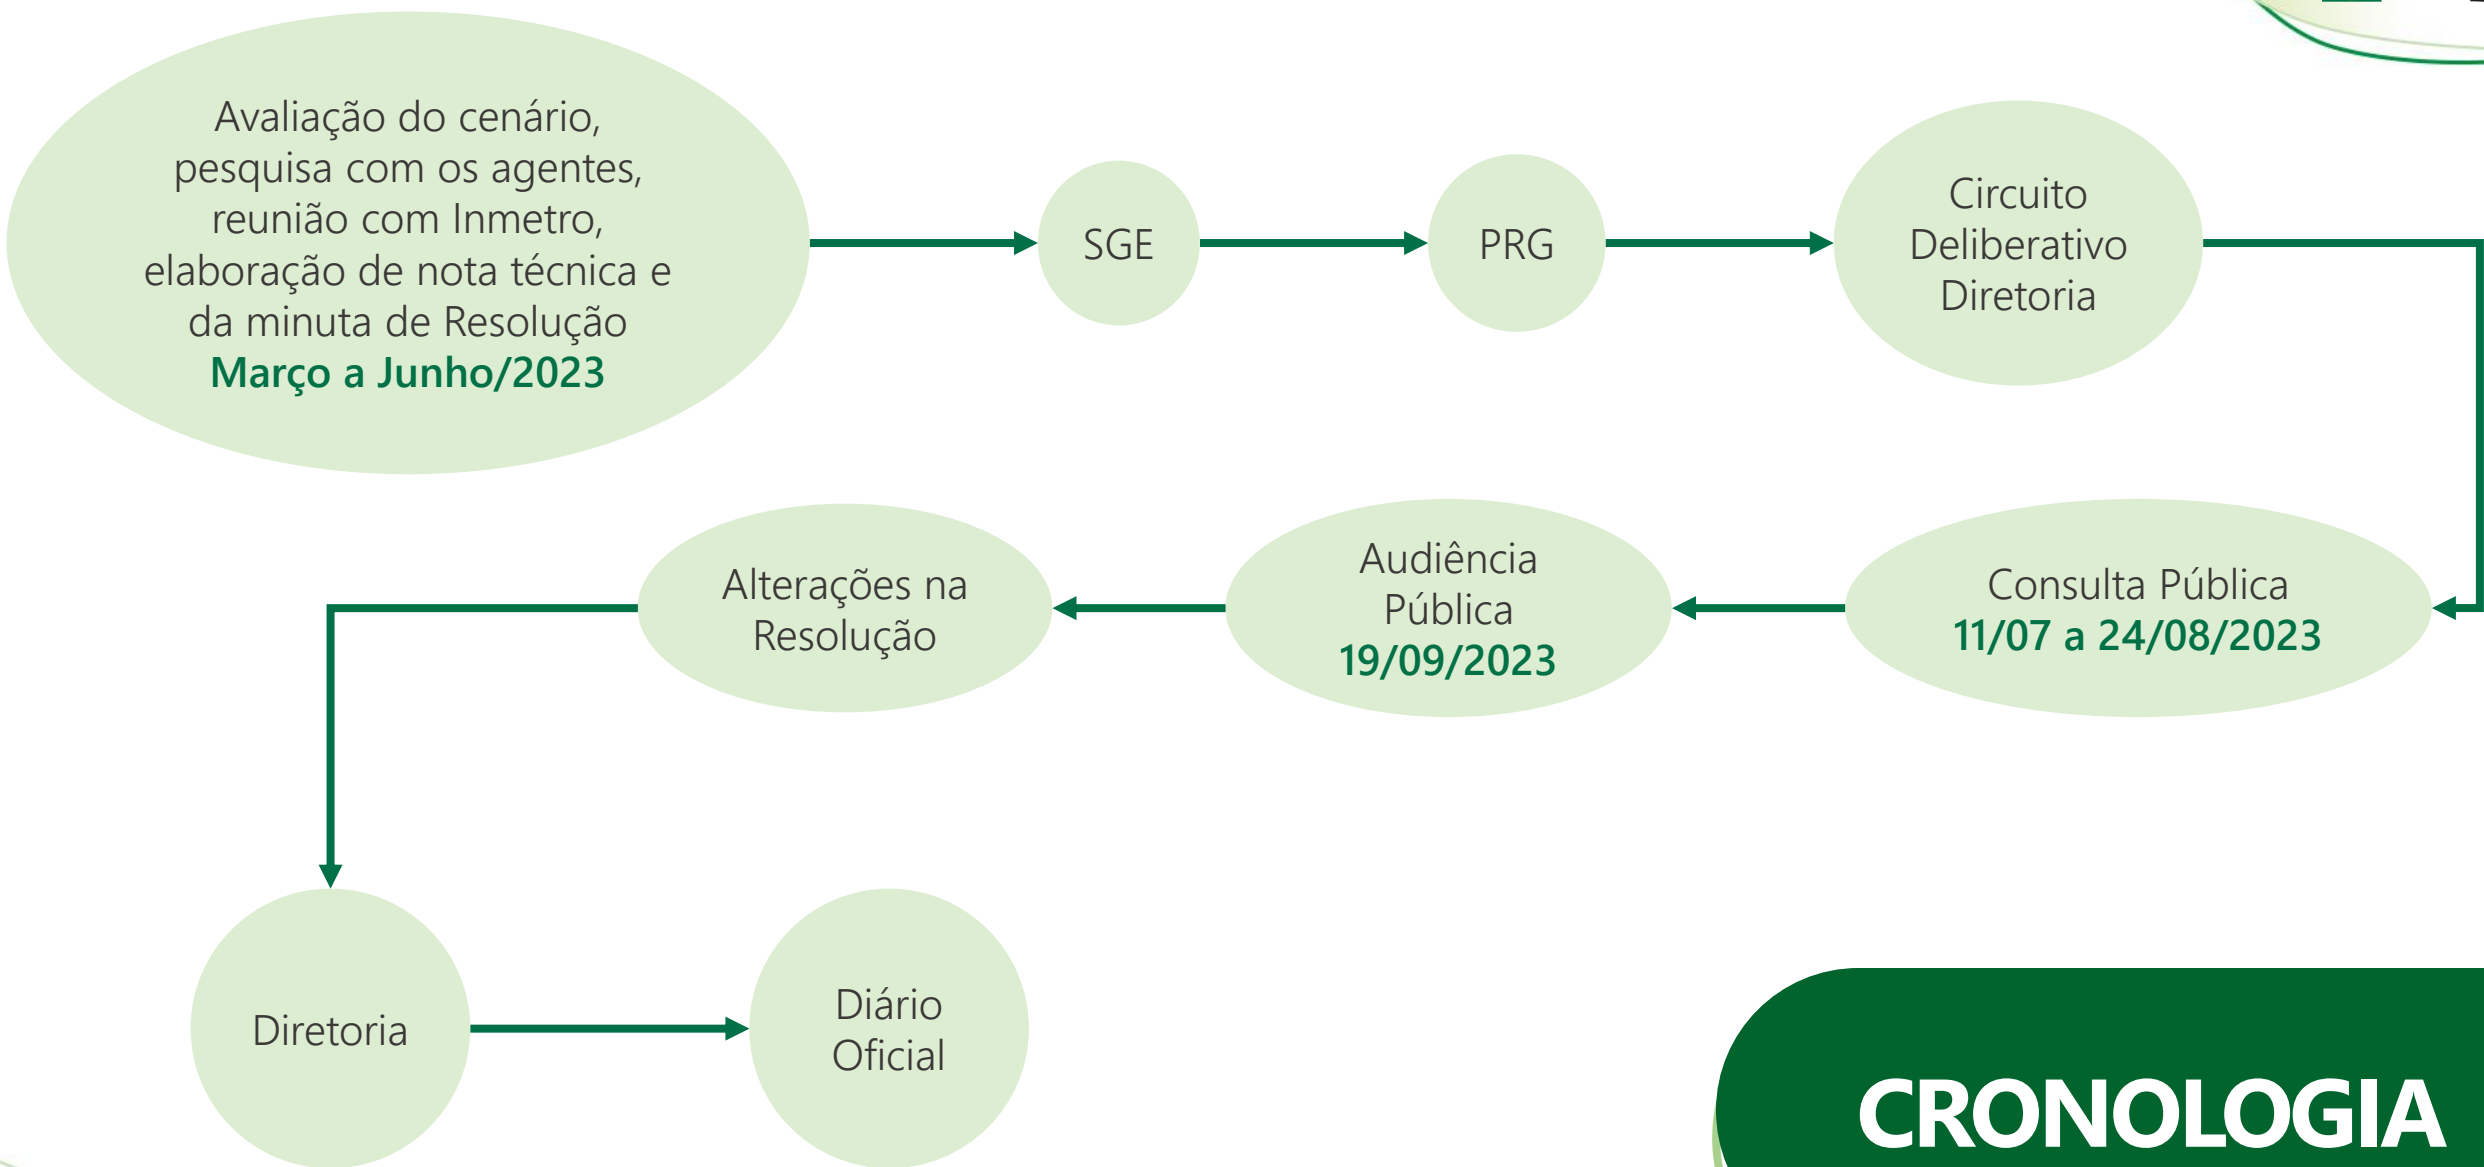 Avaliação do cenário,
pesquisa com os agentes,
reunião com Inmetro,
elaboração de nota técnica e
da minuta de Resolução
Março a Junho/2023
SGE
PRG
Circuito
Deliberativo
Diretoria
Consulta Pública
11/07 a 24/08/2023
Audiência
Pública
19/09/2023
Alterações na
Resolução
Diretoria
Diário
Oficial
CRONOLOGIA